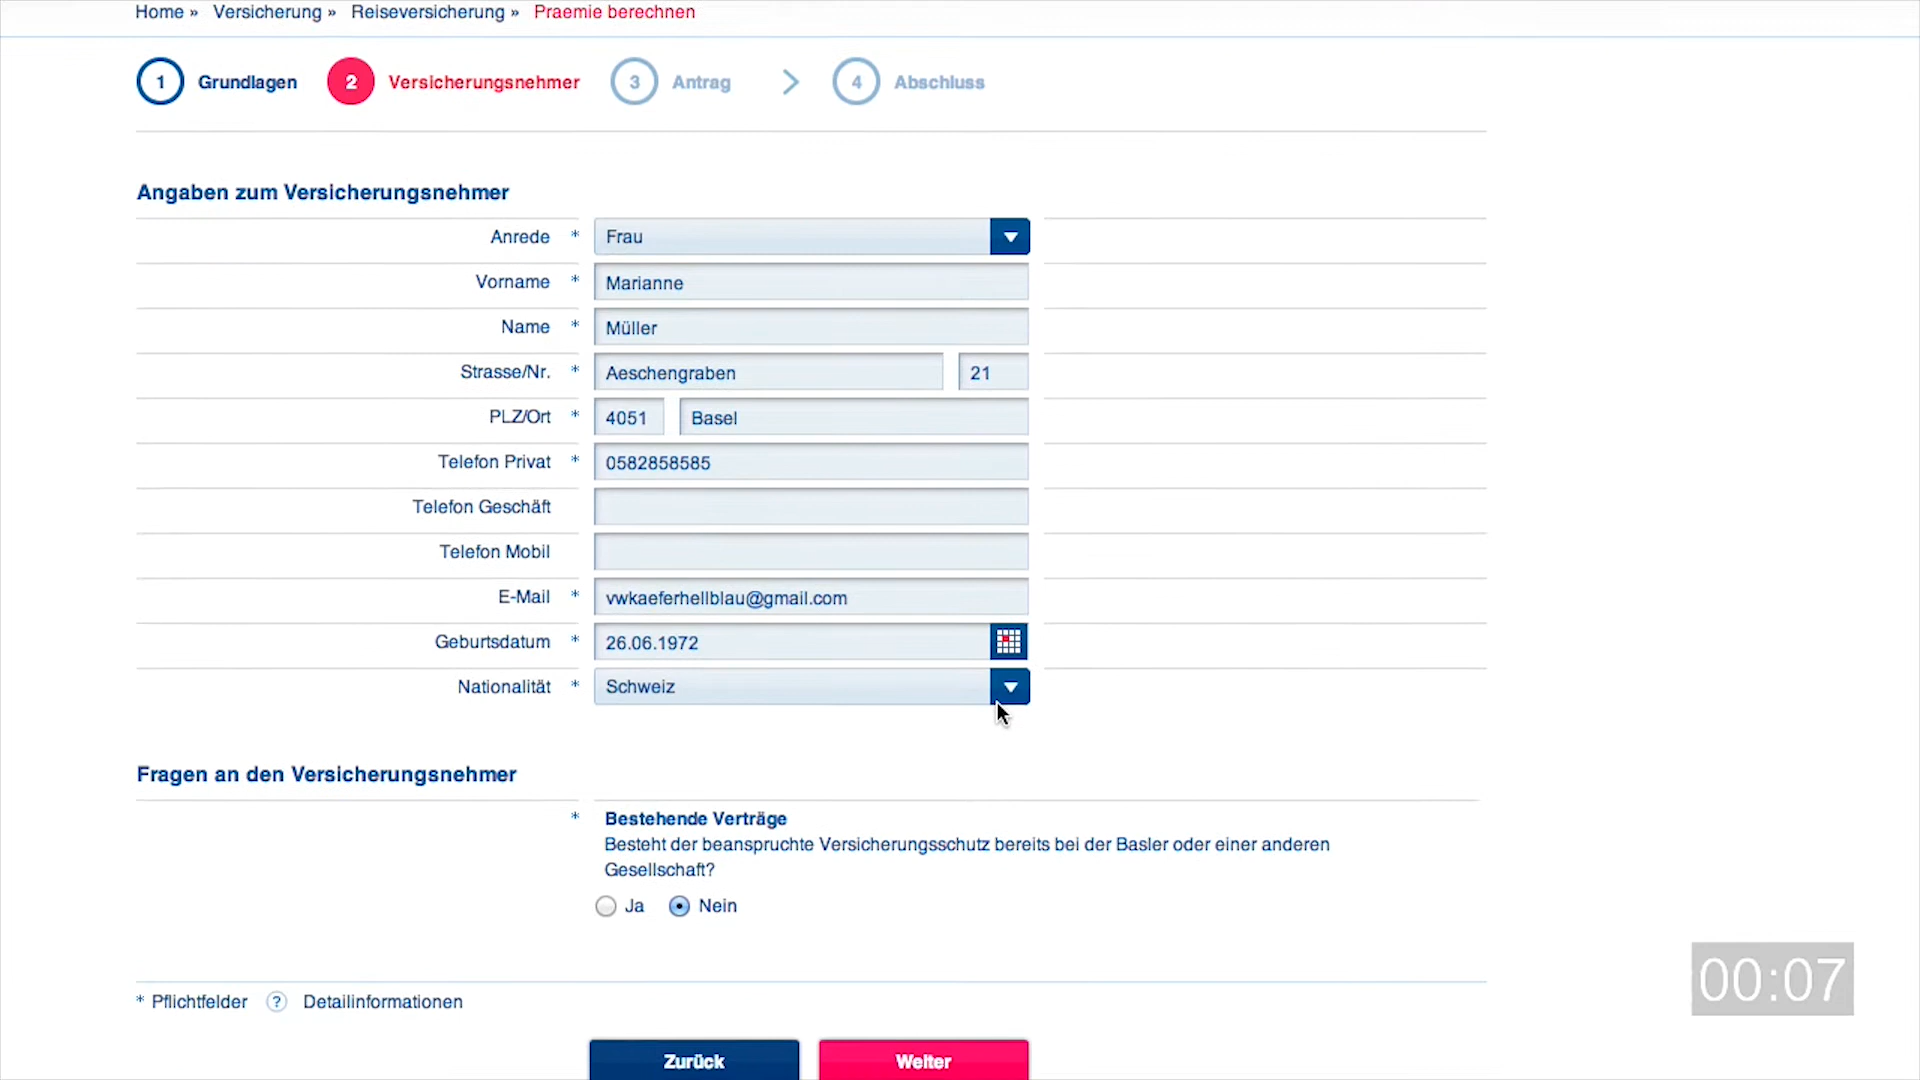 Home » Versicherung » Reiseversicherung » Praemie berechnen
1 Grundlagen 2 Versicherungsnehmer 3 Antrag 4 Abschluss
Angaben zum Versicherungsnehmer
Anrede * Frau
Vorname * Marianne
Name * Müller
Strasse/Nr. * Aeschengraben 21
PLZ/Ort * 4051 Basel
Telefon Privat * 0582858585
Telefon Geschäft
Telefon Mobil
E-Mail * vwkaeferhellblau@gmail.com
Geburtsdatum * 26.06.1972
Nationalität * Schweiz
Fragen an den Versicherungsnehmer
* Bestehende Verträge
Besteht der beanspruchte Versicherungsschutz bereits bei der Basler oder einer anderen
Gesellschaft?
Ja Nein
00:07
* Pflichtfelder ? Detailinformationen
Zurück Weiter